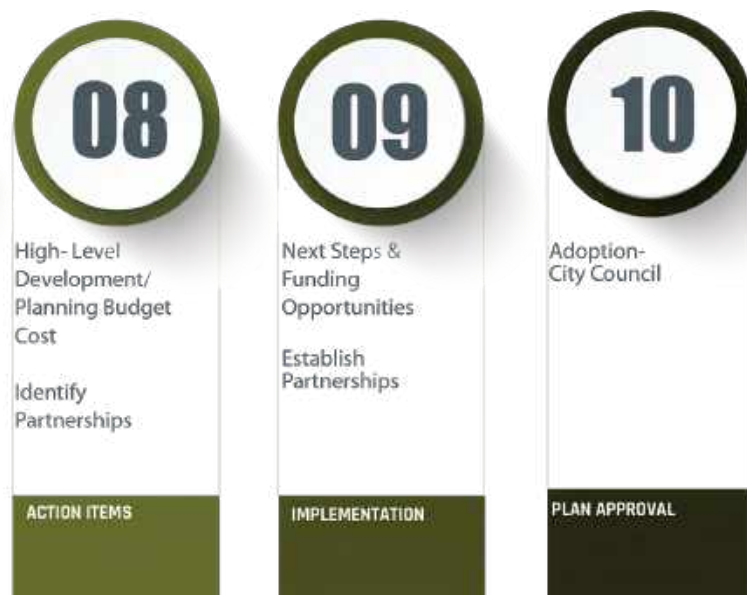 08
High- Level
Development/
Planning Budget
Cost
Identify
Partnerships
ACTION ITEMS
09
Next Steps &
Funding
Opportunities
Establish
Partnerships
IMPLEMENTATION
10
Adoption-
City Council
PLAN APPROVAL